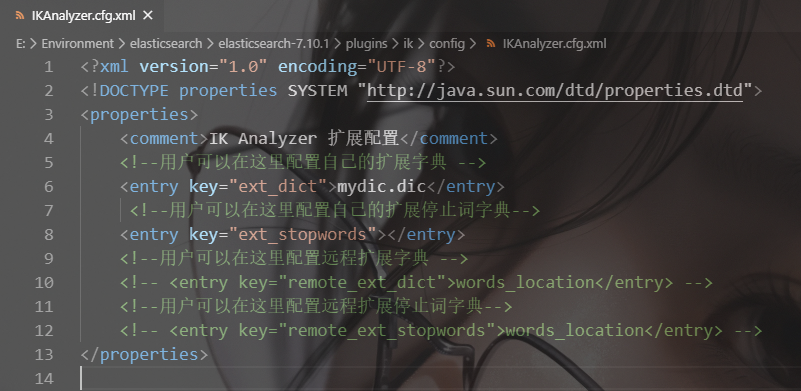 IKAnalyzer.cfg.xml
E: > Environment > elasticsearch > elasticsearch-7.10.1 > plugins > ik > config > IKAnalyzer.cfg.xml
1 <?xml version="1.0" encoding="UTF-8"?>
2 <!DOCTYPE properties SYSTEM "http://java.sun.com/dtd/properties.dtd">
3 <properties>
4 <comment>IK Analyzer 扩展配置</comment>
5 <!--用户可以在这里配置自己的扩展字典 -->
6 <entry key="ext_dict">mydic.dic</entry>
7 <!--用户可以在这里配置自己的扩展停止词字典-->
8 <entry key="ext_stopwords"></entry>
9 <!--用户可以在这里配置远程扩展字典 -->
10 <!-- <entry key="remote_ext_dict">words_location</entry> -->
11 <!--用户可以在这里配置远程扩展停止词字典-->
12 <!-- <entry key="remote_ext_stopwords">words_location</entry> -->
13 </properties>
14